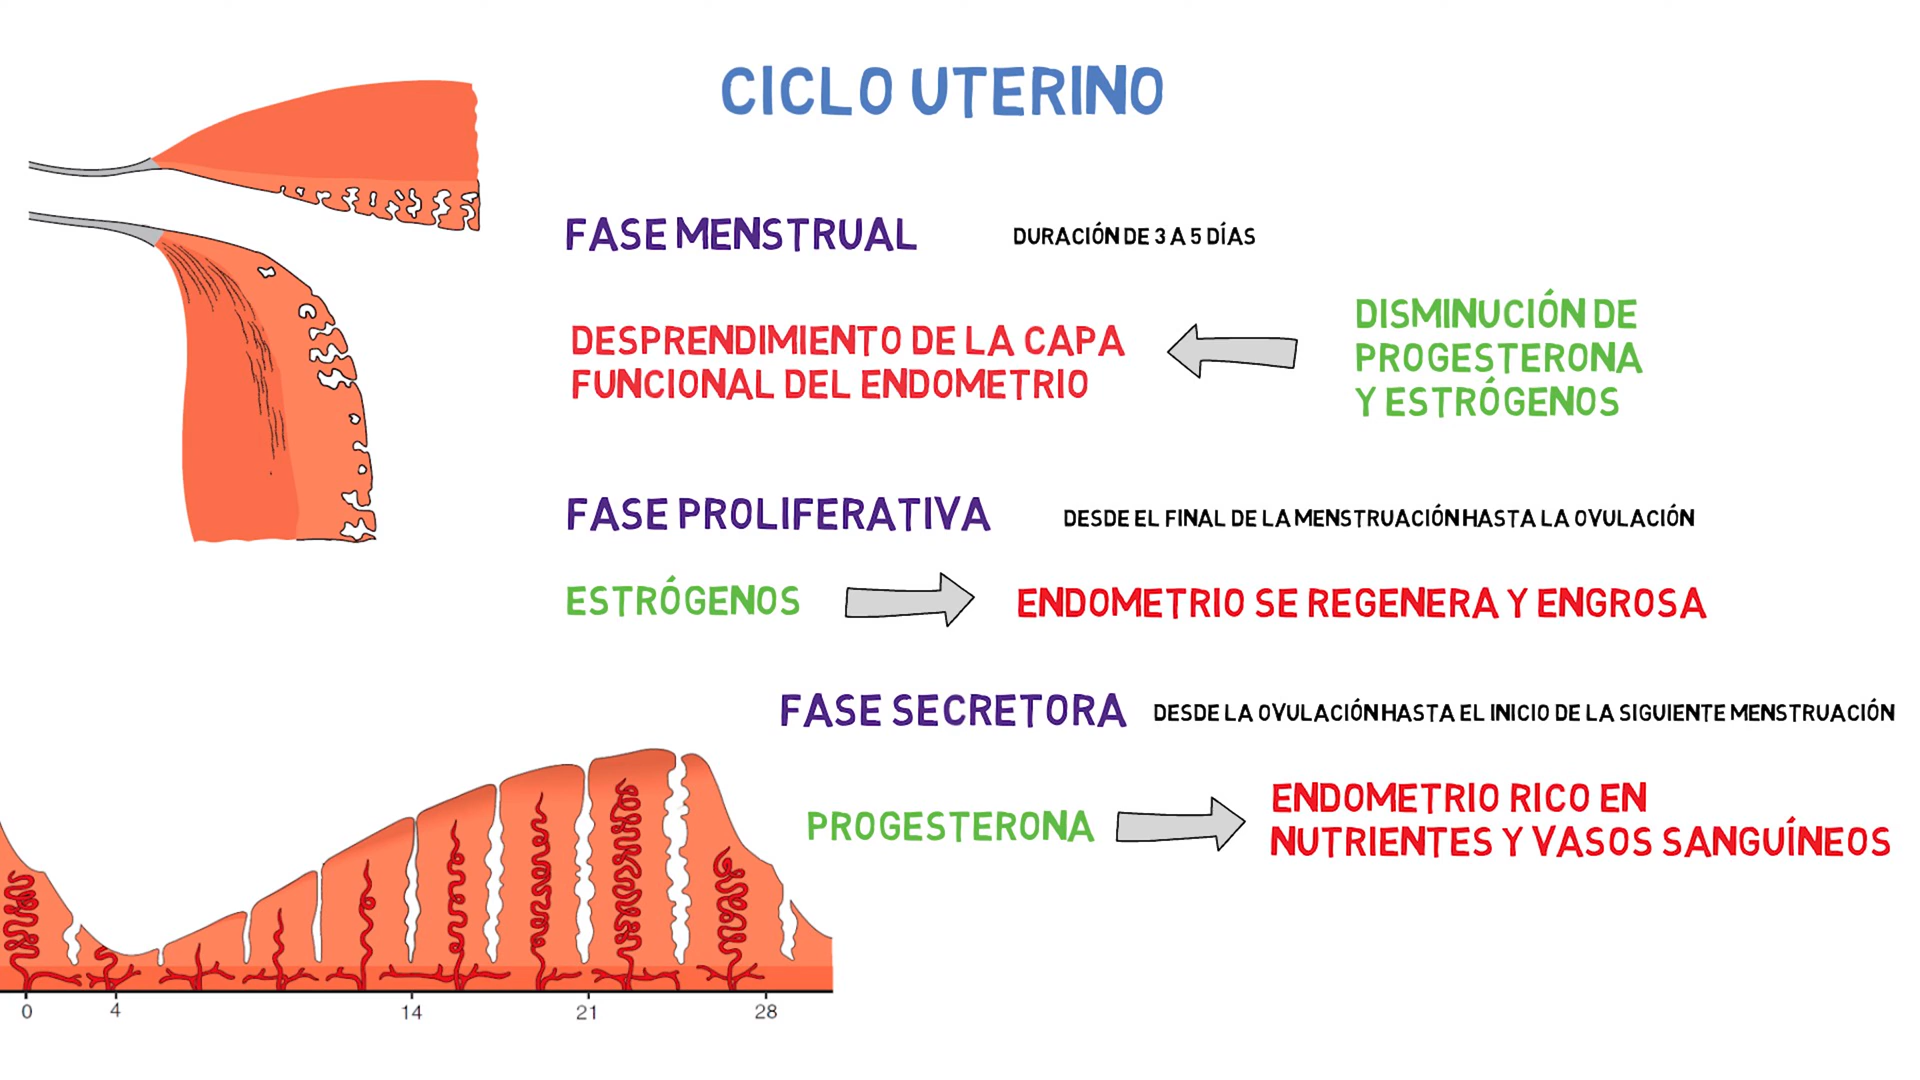 CICLO UTERINO
FASE MENSTRUAL
DURACIÓN DE 3 A 5 DÍAS
DESPRENDIMIENTO DE LA CAPA
FUNCIONAL DEL ENDOMETRIO
DISMINUCIÓN DE
PROGESTERONA
Y ESTRÓGENOS
FASE PROLIFERATIVA
DESDE EL FINAL DE LA MENSTRUACIÓN HASTA LA OVULACIÓN
ESTRÓGENOS
ENDOMETRIO SE REGENERA Y ENGROSA
FASE SECRETORA
DESDE LA OVULACIÓN HASTA EL INICIO DE LA SIGUIENTE MENSTRUACIÓN
PROGESTERONA
ENDOMETRIO RICO EN
NUTRIENTES Y VASOS SANGUÍNEOS
0 4 14 21 28